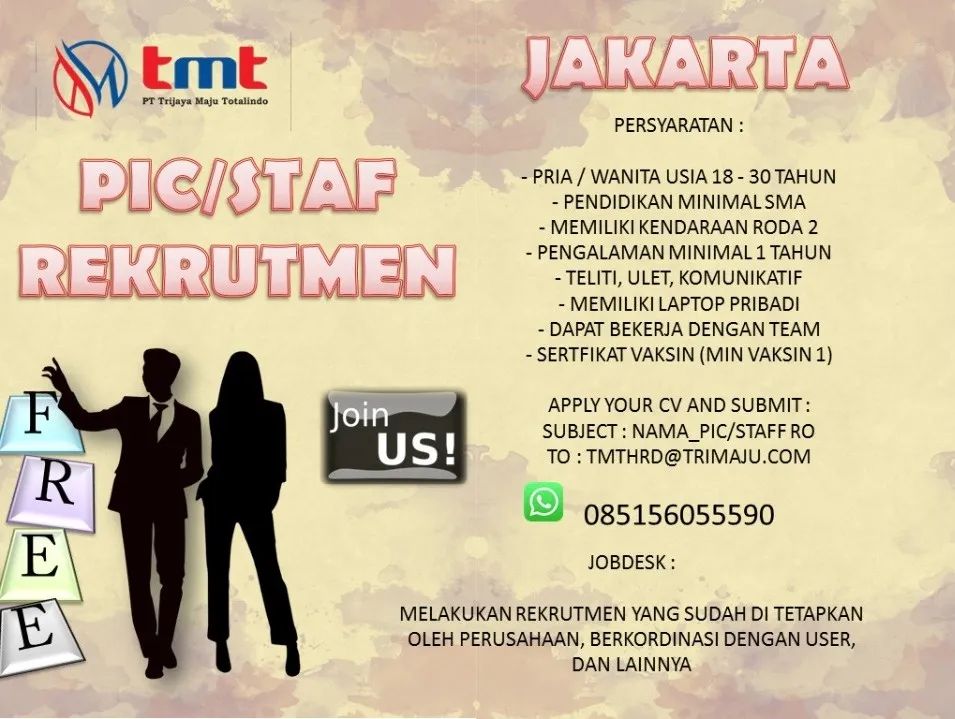 tmt
PT Trijaya Maju Totalindo
PIC/STAF
REKRUTMEN
F
R
E
E
Join
US!
JAKARTA
PERSYARATAN :
- PRIA / WANITA USIA 18 - 30 TAHUN
- PENDIDIKAN MINIMAL SMA
- MEMILIKI KENDARAAN RODA 2
- PENGALAMAN MINIMAL 1 TAHUN
- TELITI, ULET, KOMUNIKATIF
- MEMILIKI LAPTOP PRIBADI
- DAPAT BEKERJA DENGAN TEAM
- SERTFIKAT VAKSIN (MIN VAKSIN 1)
APPLY YOUR CV AND SUBMIT :
SUBJECT : NAMA_PIC/STAFF RO
TO : TMTHRD@TRIMAJU.COM
085156055590
JOBDESK :
MELAKUKAN REKRUTMEN YANG SUDAH DI TETAPKAN
OLEH PERUSAHAAN, BERKORDINASI DENGAN USER,
DAN LAINNYA